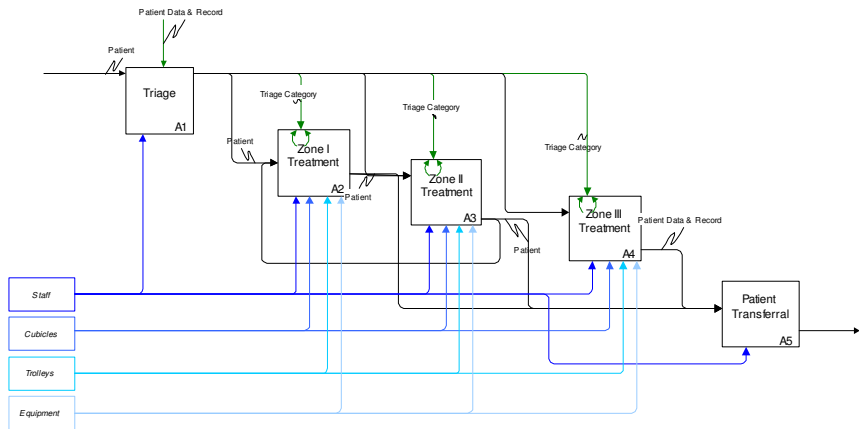 Patient Data & Record
Patient
Triage
A1
Triage Category
Triage Category
Triage Category
Patient
Zone I
Treatment
A2
Patient
Zone II
Treatment
A3
Patient
Zone III
Treatment
A4
Patient Data & Record
Staff
Cubicles
Trolleys
Equipment
Patient
Transferral
A5